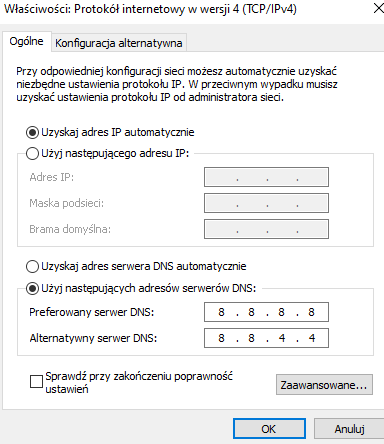 Właściwości: Protokół internetowy w wersji 4 (TCP/IPv4)
Ogólne Konfiguracja alternatywna
Przy odpowiedniej konfiguracji sieci możesz automatycznie uzyskać
niezbędne ustawienia protokołu IP. W przeciwnym wypadku musisz
uzyskać ustawienia protokołu IP od administratora sieci.
Uzyskaj adres IP automatycznie
Użyj następującego adresu IP:
Adres IP: . . .
Maska podsieci: . . .
Brama domyślna: . . .
Uzyskaj adres serwera DNS automatycznie
Użyj następujących adresów serwerów DNS:
Preferowany serwer DNS: 8 . 8 . 8 . 8
Alternatywny serwer DNS: 8 . 8 . 4 . 4
Sprawdź przy zakończeniu poprawność
ustawień
Zaawansowane...
OK Anuluj